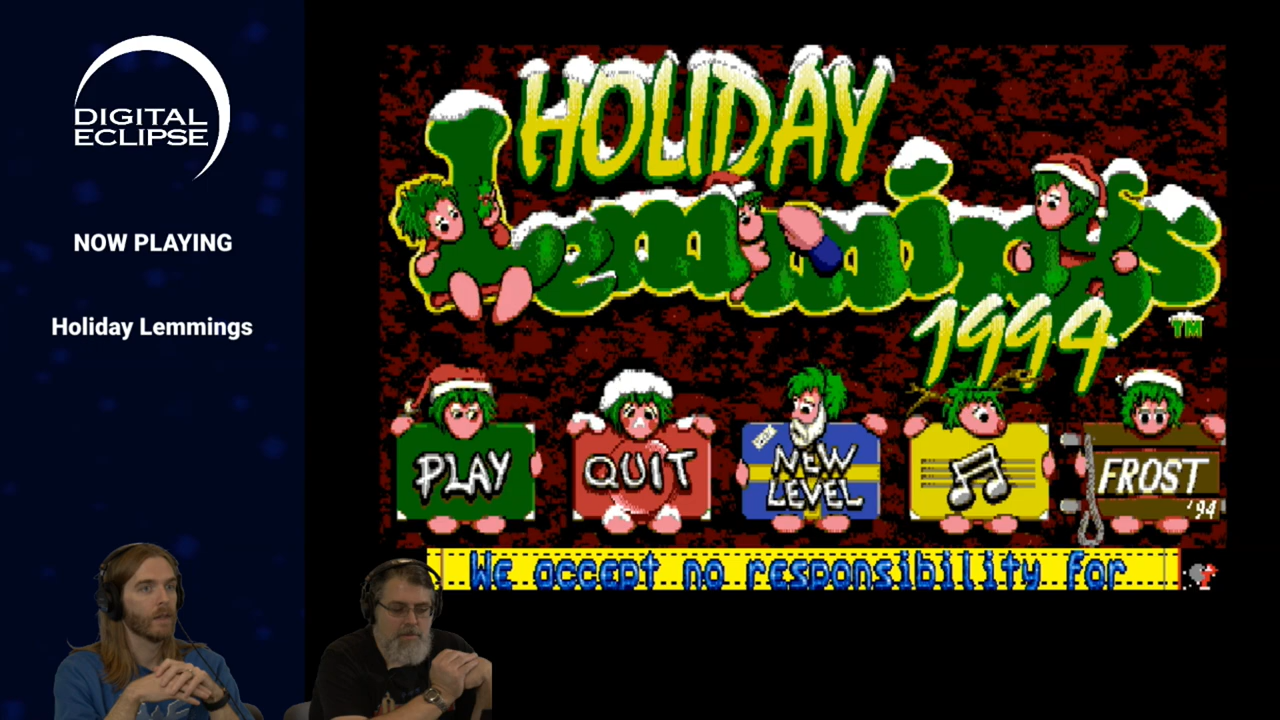 DIGITAL
ECLIPSE
NOW PLAYING
Holiday Lemmings
HOLIDAY
Lemmings
1994
TM
PLAY
QUIT
NEW
LEVEL
FROST
'94
We accept no responsibility for